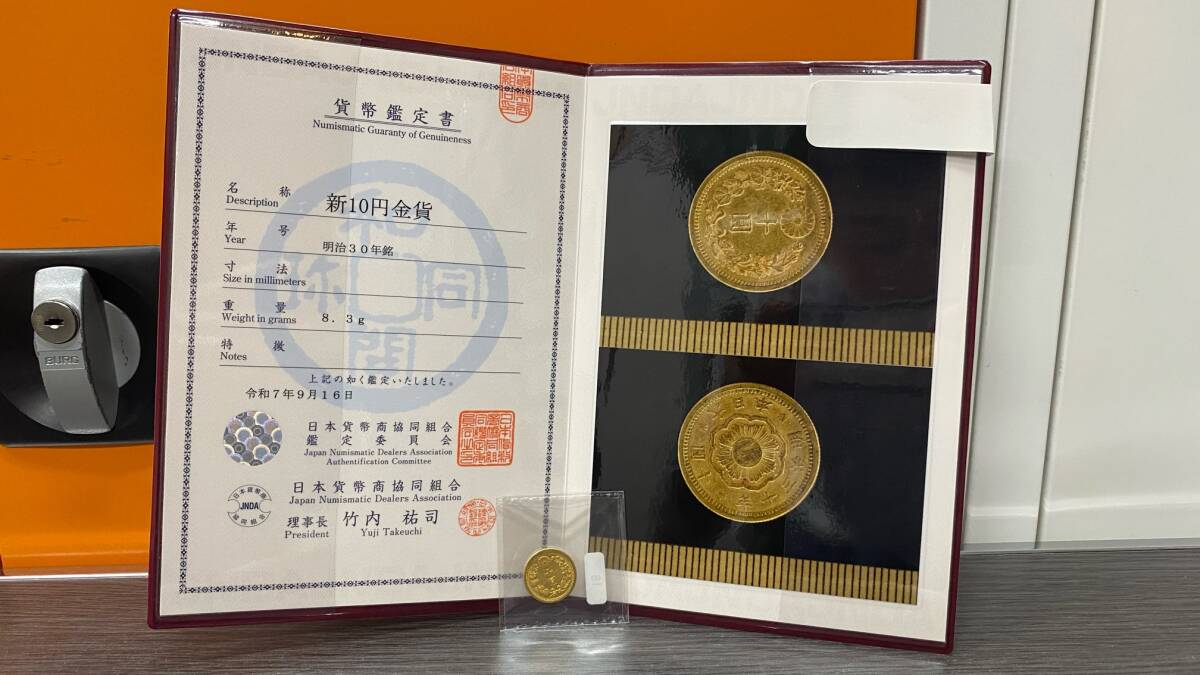 貨幣鑑定書
Numismatic Guaranty of Genuineness
名称 新10円金貨
Description
年号 明治30年銘
Year
寸法
Size in millimeters
重量 8.3g
Weight in grams
特徴
Notes
上記の如く鑑定いたしました。
令和7年9月16日
日本貨幣商協同組合
鑑定委員会
Japan Numismatic Dealers Association
Authentification Committee
日本貨幣商協同組合
Japan Numismatic Dealers Association
理事長 竹内 祐司
President Yuji Takeuchi
JNDA
和同開珎
BURG